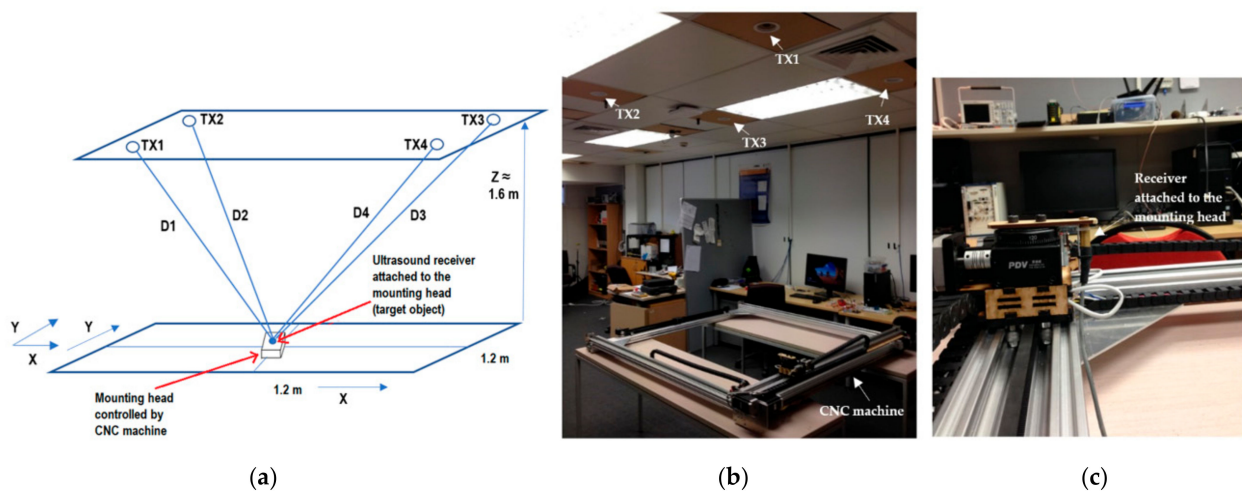 TX2
TX3
TX1
TX4
Z ≈
1.6 m
D1
D2
D4
D3
Ultrasound receiver
attached to the
mounting head
(target object)
Y
Y
X
1.2 m
1.2 m
X
Mounting head
controlled by
CNC machine
(a)
TX1
TX2
TX4
TX3
CNC machine
(b)
Receiver
attached to the
mounting head
PDV
(c)